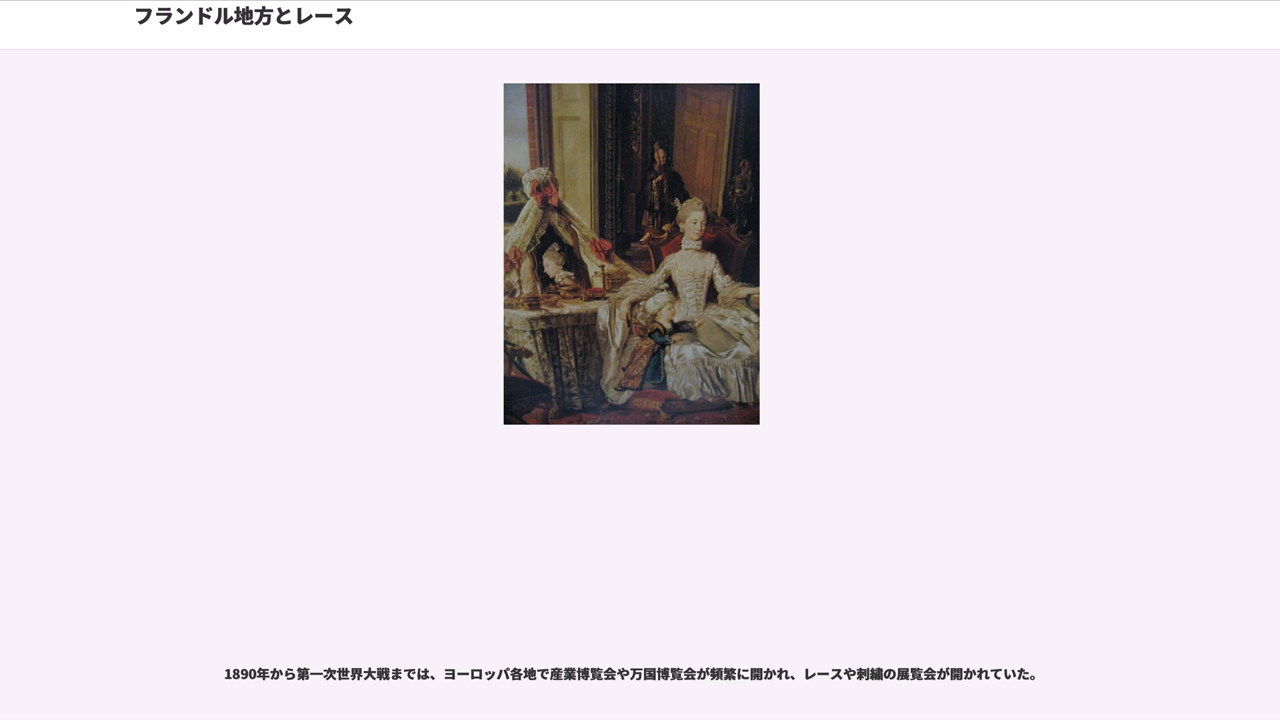 フランドル地方とレース
1890年から第一次世界大戦までは、ヨーロッパ各地で産業博覧会や万国博覧会が頻繁に開かれ、レースや刺繍の展覧会が開かれていた。